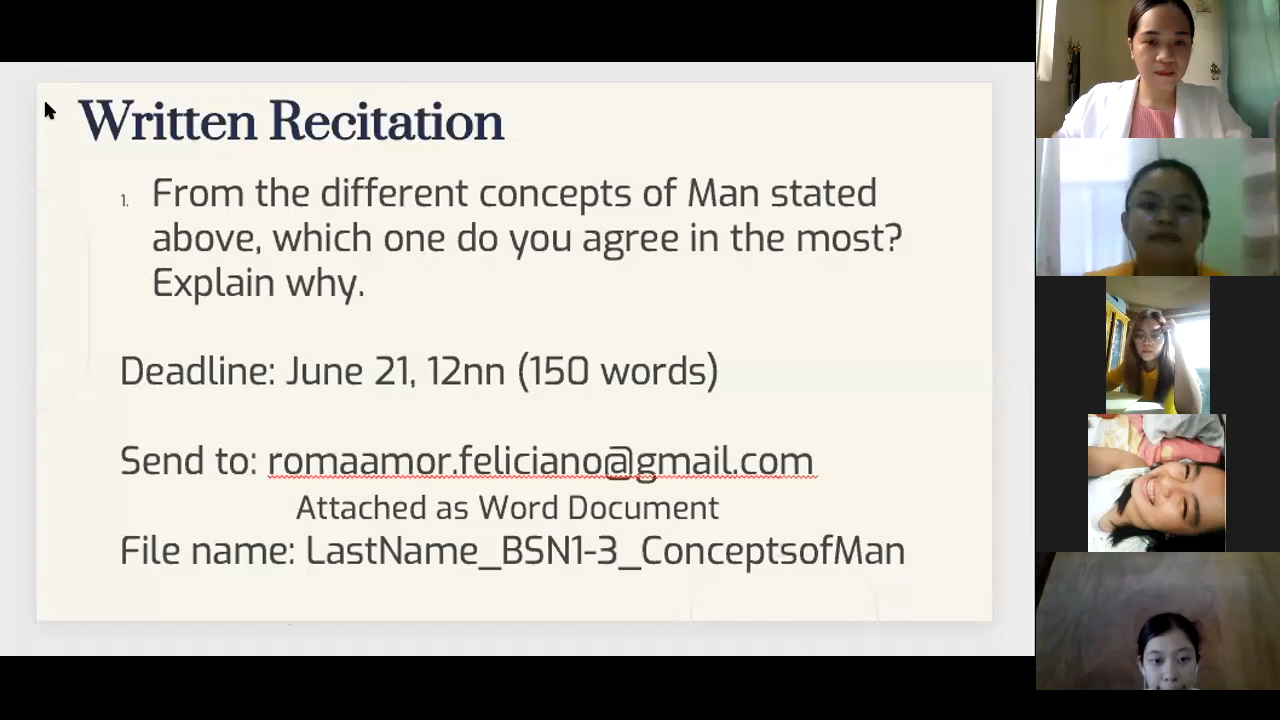 Written Recitation
1. From the different concepts of Man stated
above, which one do you agree in the most?
Explain why.
Deadline: June 21, 12nn (150 words)
Send to: romaamor.feliciano@gmail.com
Attached as Word Document
File name: LastName_BSN1-3_ConceptsofMan